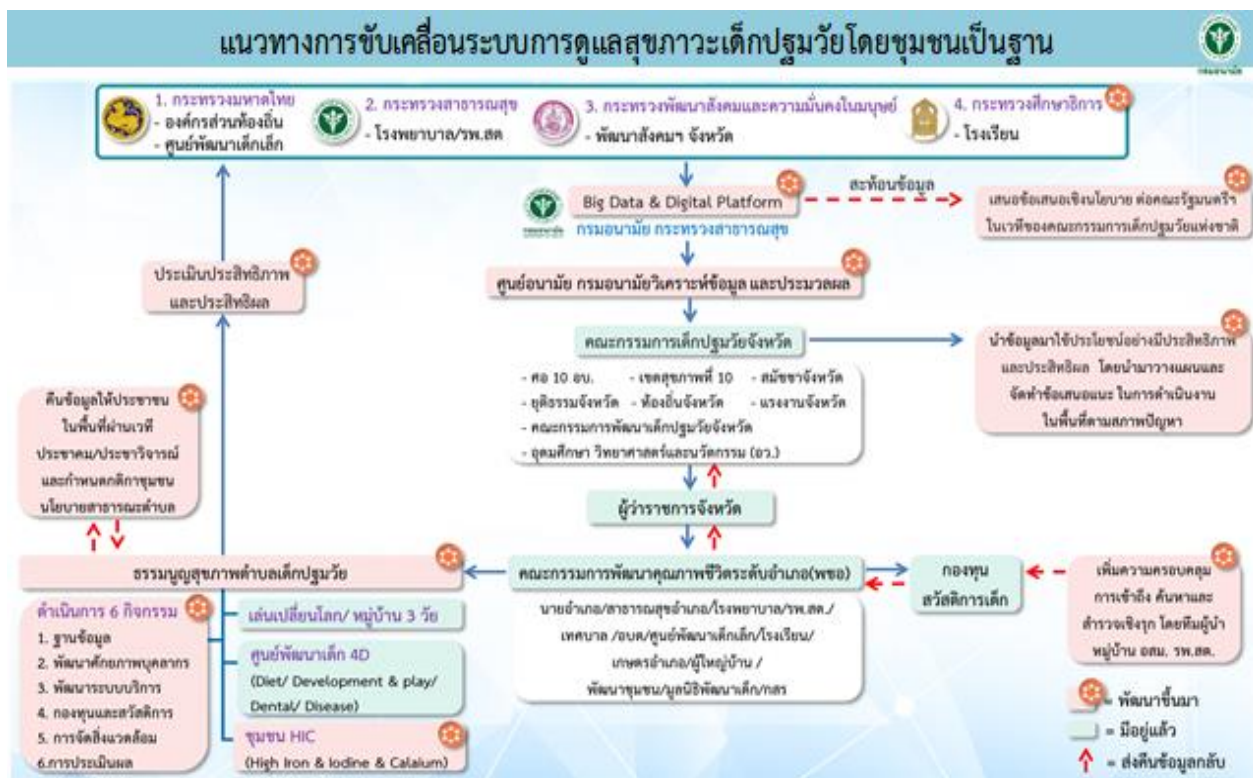 แนวทางการขับเคลื่อนระบบการดูแลสุขภาวะเด็กปฐมวัยโดยชุมชนเป็นฐาน
กรมอนามัย
1. กระทรวงมหาดไทย
- องค์กรส่วนท้องถิ่น
- ศูนย์พัฒนาเด็กเล็ก
2. กระทรวงสาธารณสุข
- โรงพยาบาล/รพ.สต
3. กระทรวงพัฒนาสังคมและความมั่นคงในมนุษย์
- พัฒนาสังคมฯ จังหวัด
4. กระทรวงศึกษาธิการ
- โรงเรียน
Big Data & Digital Platform
กรมอนามัย กระทรวงสาธารณสุข
สะท้อนข้อมูล
เสนอข้อเสนอเชิงนโยบาย ต่อคณะรัฐมนตรีฯ
ในเวทีของคณะกรรมการเด็กปฐมวัยแห่งชาติ
ศูนย์อนามัย กรมอนามัยวิเคราะห์ข้อมูล และประมวลผล
ประเมินประสิทธิภาพ
และประสิทธิผล
คณะกรรมการเด็กปฐมวัยจังหวัด
- ศอ 10 อบ. - เขตสุขภาพที่ 10 - สมัชชาจังหวัด
- ยุติธรรมจังหวัด - ท้องถิ่นจังหวัด - แรงงานจังหวัด
- คณะกรรมการพัฒนาเด็กปฐมวัยจังหวัด
- อุดมศึกษา วิทยาศาสตร์และนวัตกรรม (อว.)
นำข้อมูลมาใช้ประโยชน์อย่างมีประสิทธิภาพ
และประสิทธิผล โดยนำมาวางแผนและ
จัดทำข้อเสนอแนะ ในการดำเนินงาน
ในพื้นที่ตามสภาพปัญหา
คืนข้อมูลให้ประชาชน
ในพื้นที่ผ่านเวที
ประชาคม/ประชาวิจารณ์
และกำหนดกติกาชุมชน
นโยบายสาธารณะตำบล
ผู้ว่าราชการจังหวัด
ธรรมนูญสุขภาพตำบลเด็กปฐมวัย
คณะกรรมการพัฒนาคุณภาพชีวิตระดับอำเภอ(พชอ)
นายอำเภอ/สาธารณสุขอำเภอ/โรงพยาบาล/รพ.สต./
เทศบาล /อบต/ศูนย์พัฒนาเด็กเล็ก/โรงเรียน/
เกษตรอำเภอ/ผู้ใหญ่บ้าน /
พัฒนาชุมชน/มูลนิธิพัฒนาเด็ก/กสร
กองทุน
สวัสดิการเด็ก
เพิ่มความครอบคลุม
การเข้าถึง ค้นหาและ
สำรวจเชิงรุก โดยทีมผู้นำ
หมู่บ้าน อสม. รพ.สต.
ดำเนินการ 6 กิจกรรม
1. ฐานข้อมูล
2. พัฒนาศักยภาพบุคลากร
3. พัฒนาระบบบริการ
4. กองทุนและสวัสดิการ
5. การจัดสิ่งแวดล้อม
6.การประเมินผล
เล่นเปลี่ยนโลก/ หมู่บ้าน 3 วัย
ศูนย์พัฒนาเด็ก 4D
(Diet/ Development & play/
Dental/ Disease)
ชุมชน HIC
(High Iron & Iodine & Calaium)
= พัฒนาขึ้นมา
= มีอยู่แล้ว
= ส่งคืนข้อมูลกลับ